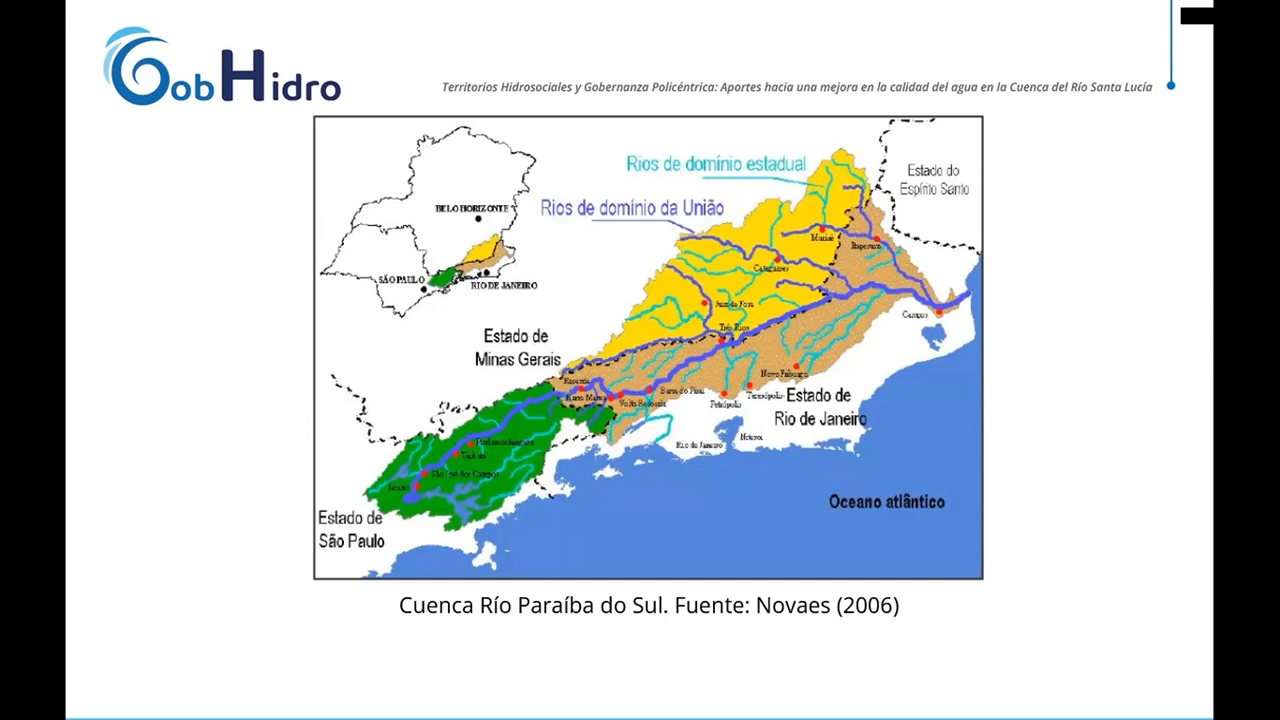 GobHidro
Territorios Hidrosociales y Gobernanza Policéntrica: Aportes hacia una mejora en la calidad del agua en la Cuenca del Río Santa Lucía
Rios de domínio estadual
Estado do
Espírito Santo
BELO HORIZONTE
Rios de domínio da União
Muriaé
Itaperuna
Cataguases
SÃO PAULO
RIO DE JANEIRO
Juiz de Fora
Campos
Três Rios
Estado de
Minas Gerais
Nova Friburgo
Resende
Barra Mansa
Barra do Piraí
Volta Redonda
Teresópolis
Petrópolis
Estado de
Rio de Janeiro
Niteroi
Rio de Janeiro
Pindamonhangaba
Taubaté
São José dos Campos
Jacareí
Oceano atlântico
Estado de
São Paulo
Cuenca Río Paraíba do Sul. Fuente: Novaes (2006)